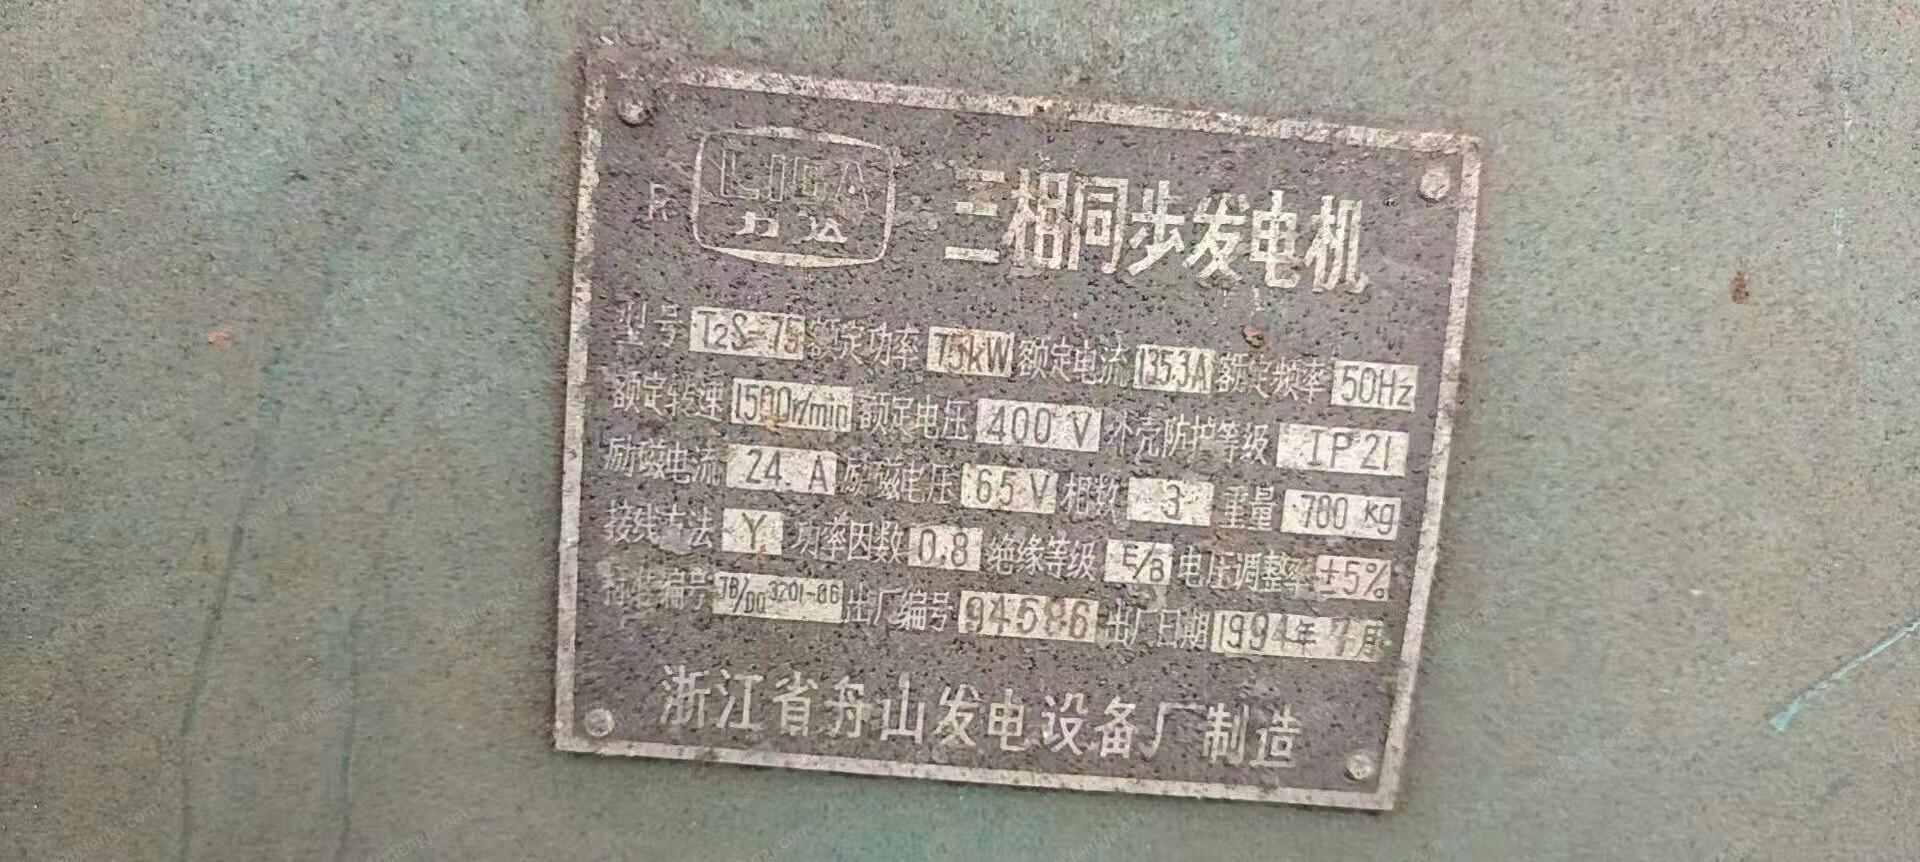 R LIDA 力达
三相同步发电机
型号 T2S-75 额定功率 75kW 额定电流 135.3A 额定频率 50Hz
额定转速 1500r/min 额定电压 400 V 外壳防护等级 IP21
励磁电流 24. A 励磁电压 65 V 相数 3 重量 780 kg
接线方法 Y 功率因数 0.8 绝缘等级 E/B 电压调整率 ±5%
标准编号 JB/DQ 3201-86 出厂编号 94586 出厂日期 1994年7月
浙江省舟山发电设备厂制造